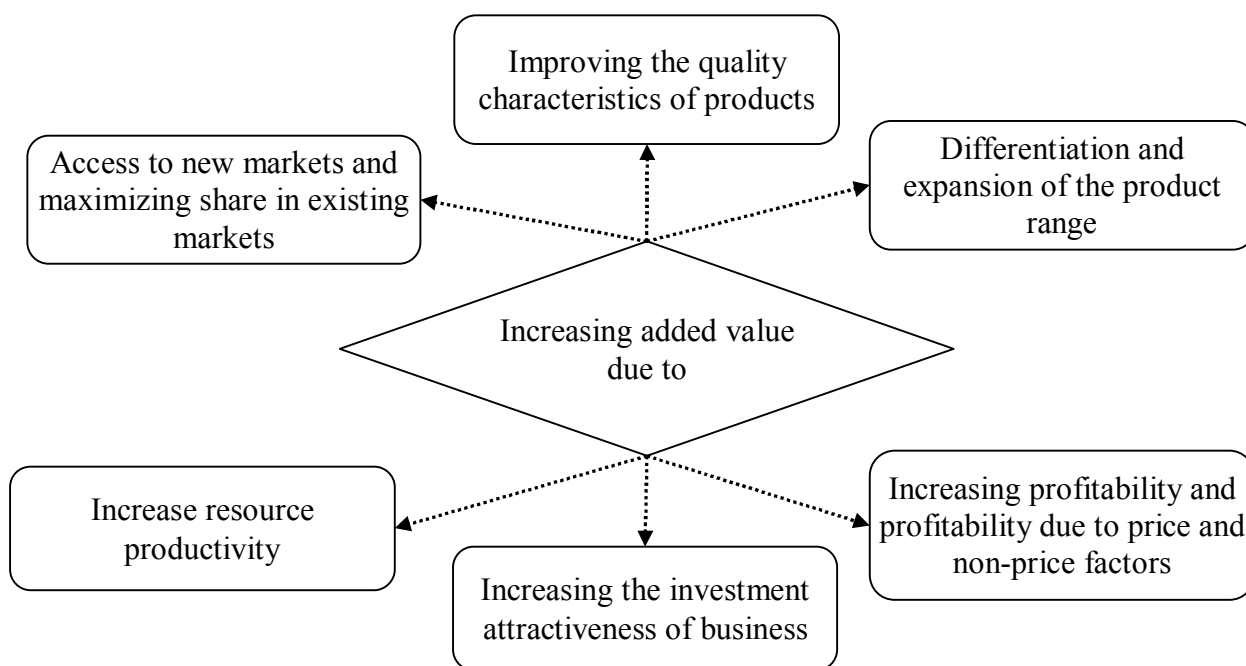 Improving the quality
characteristics of products
Access to new markets and
maximizing share in existing
markets
Differentiation and
expansion of the product
range
Increasing added value
due to
Increase resource
productivity
Increasing the investment
attractiveness of business
Increasing profitability and
profitability due to price and
non-price factors